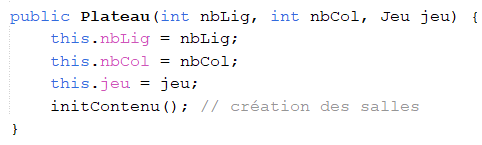 public Plateau(int nbLig, int nbCol, Jeu jeu) {
    this.nbLig = nbLig;
    this.nbCol = nbCol;
    this.jeu = jeu;
    initContenu(); // création des salles
}